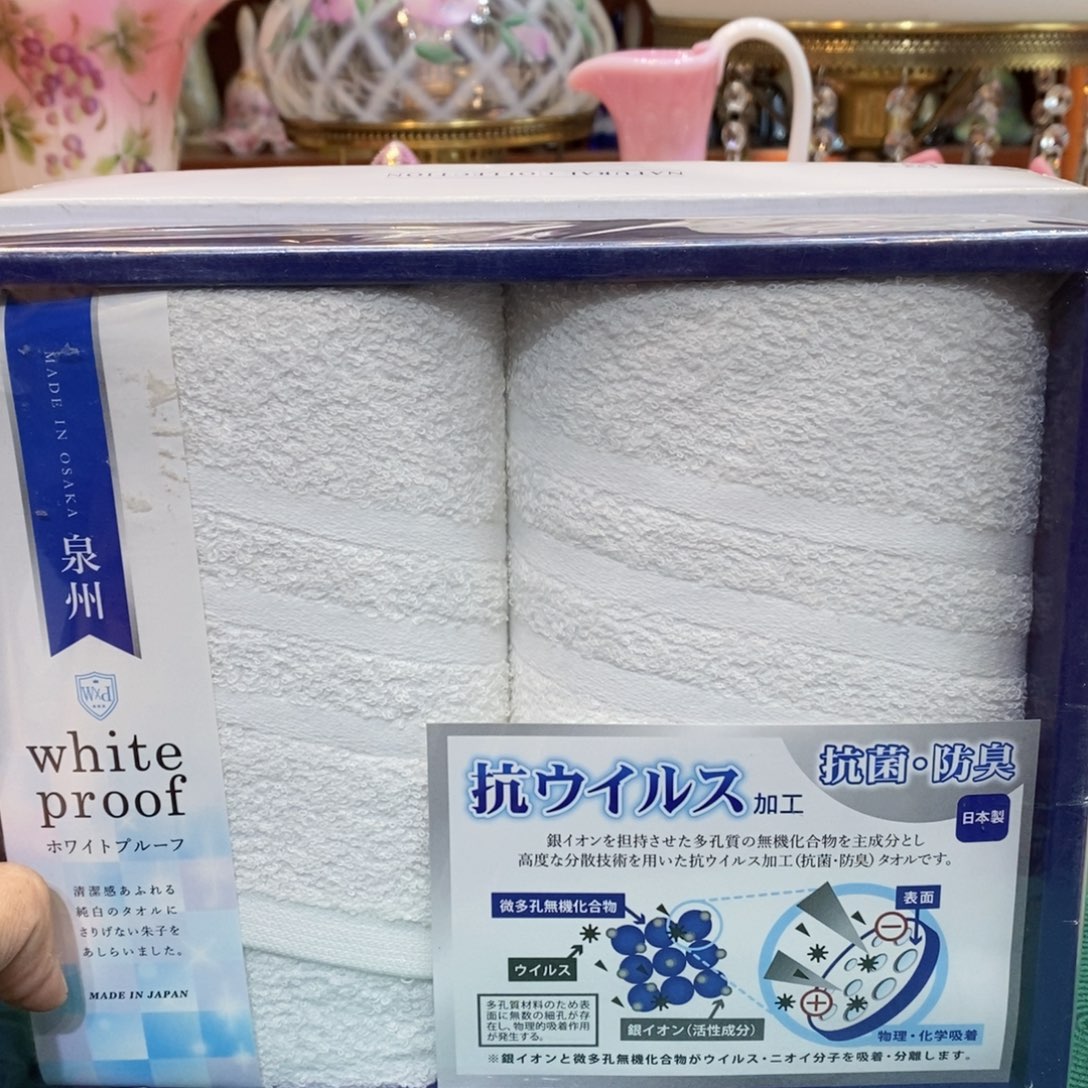 NATURAL COLLECTION
MADE IN OSAKA
泉州
W&d
white
proof
ホワイトプルーフ
清潔感あふれる
純白のタオルに
さりげない朱子を
あしらいました。
MADE IN JAPAN
抗ウイルス加工
抗菌・防臭
日本製
銀イオンを担持させた多孔質の無機化合物を主成分とし
高度な分散技術を用いた抗ウイルス加工(抗菌・防臭)タオルです。
微多孔無機化合物
ウイルス
表面
多孔質材料のため表
面に無数の細孔が存
在し、物理的吸着作用
が発生する。
銀イオン(活性成分)
物理・化学吸着
※銀イオンと微多孔無機化合物がウイルス・ニオイ分子を吸着・分離します。